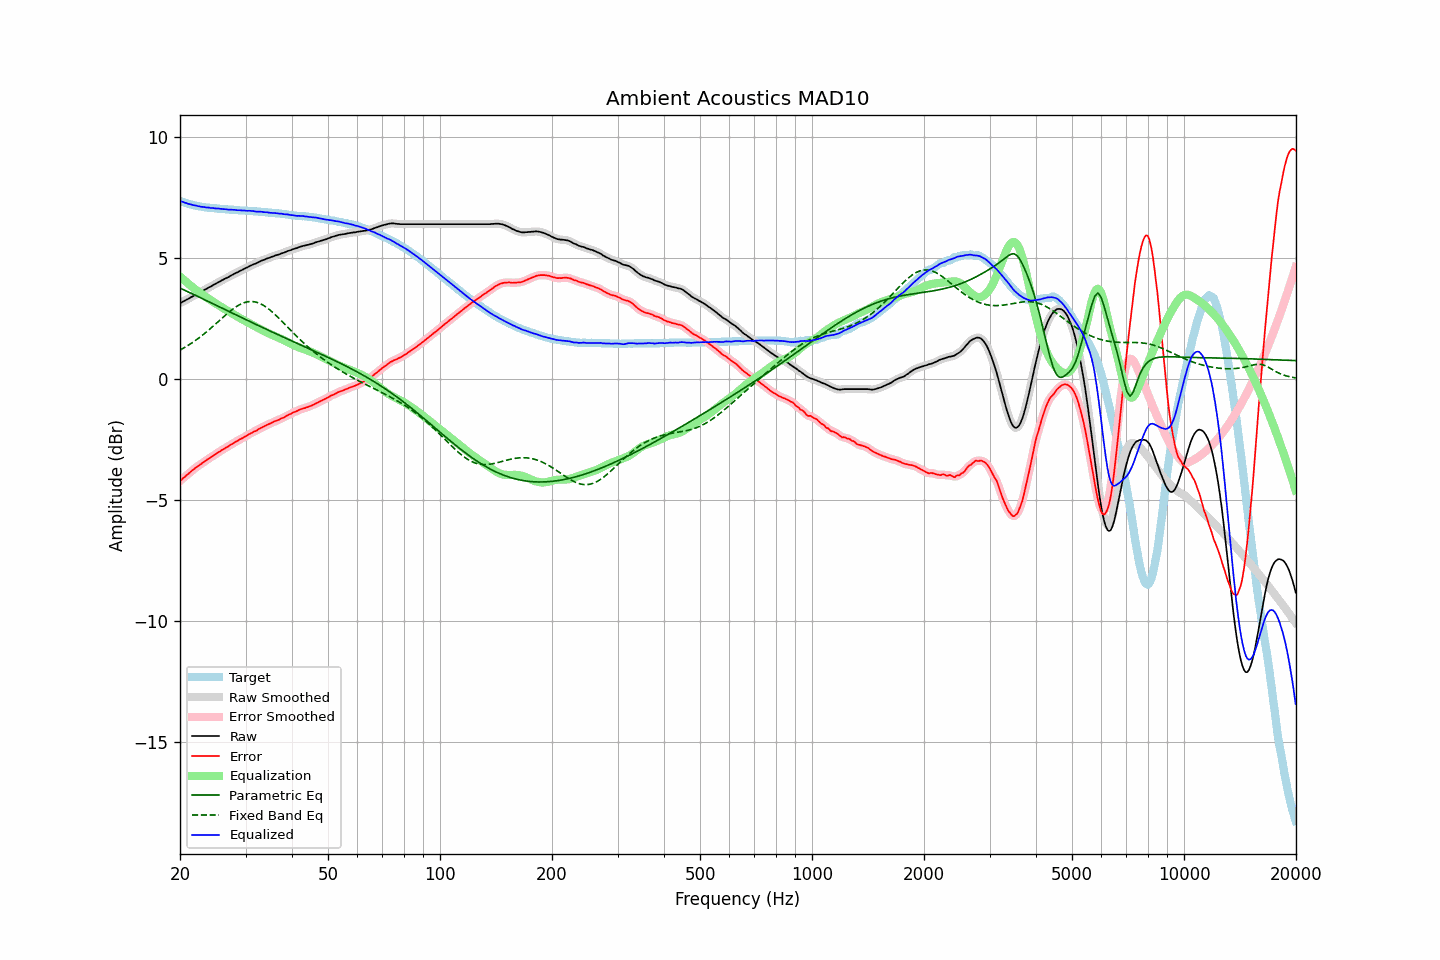 Ambient Acoustics MAD10
10
5
0
−5
−10
−15
Amplitude (dBr)
Target
Raw Smoothed
Error Smoothed
Raw
Error
Equalization
Parametric Eq
Fixed Band Eq
Equalized
20 50 100 200 500 1000 2000 5000 10000 20000
Frequency (Hz)